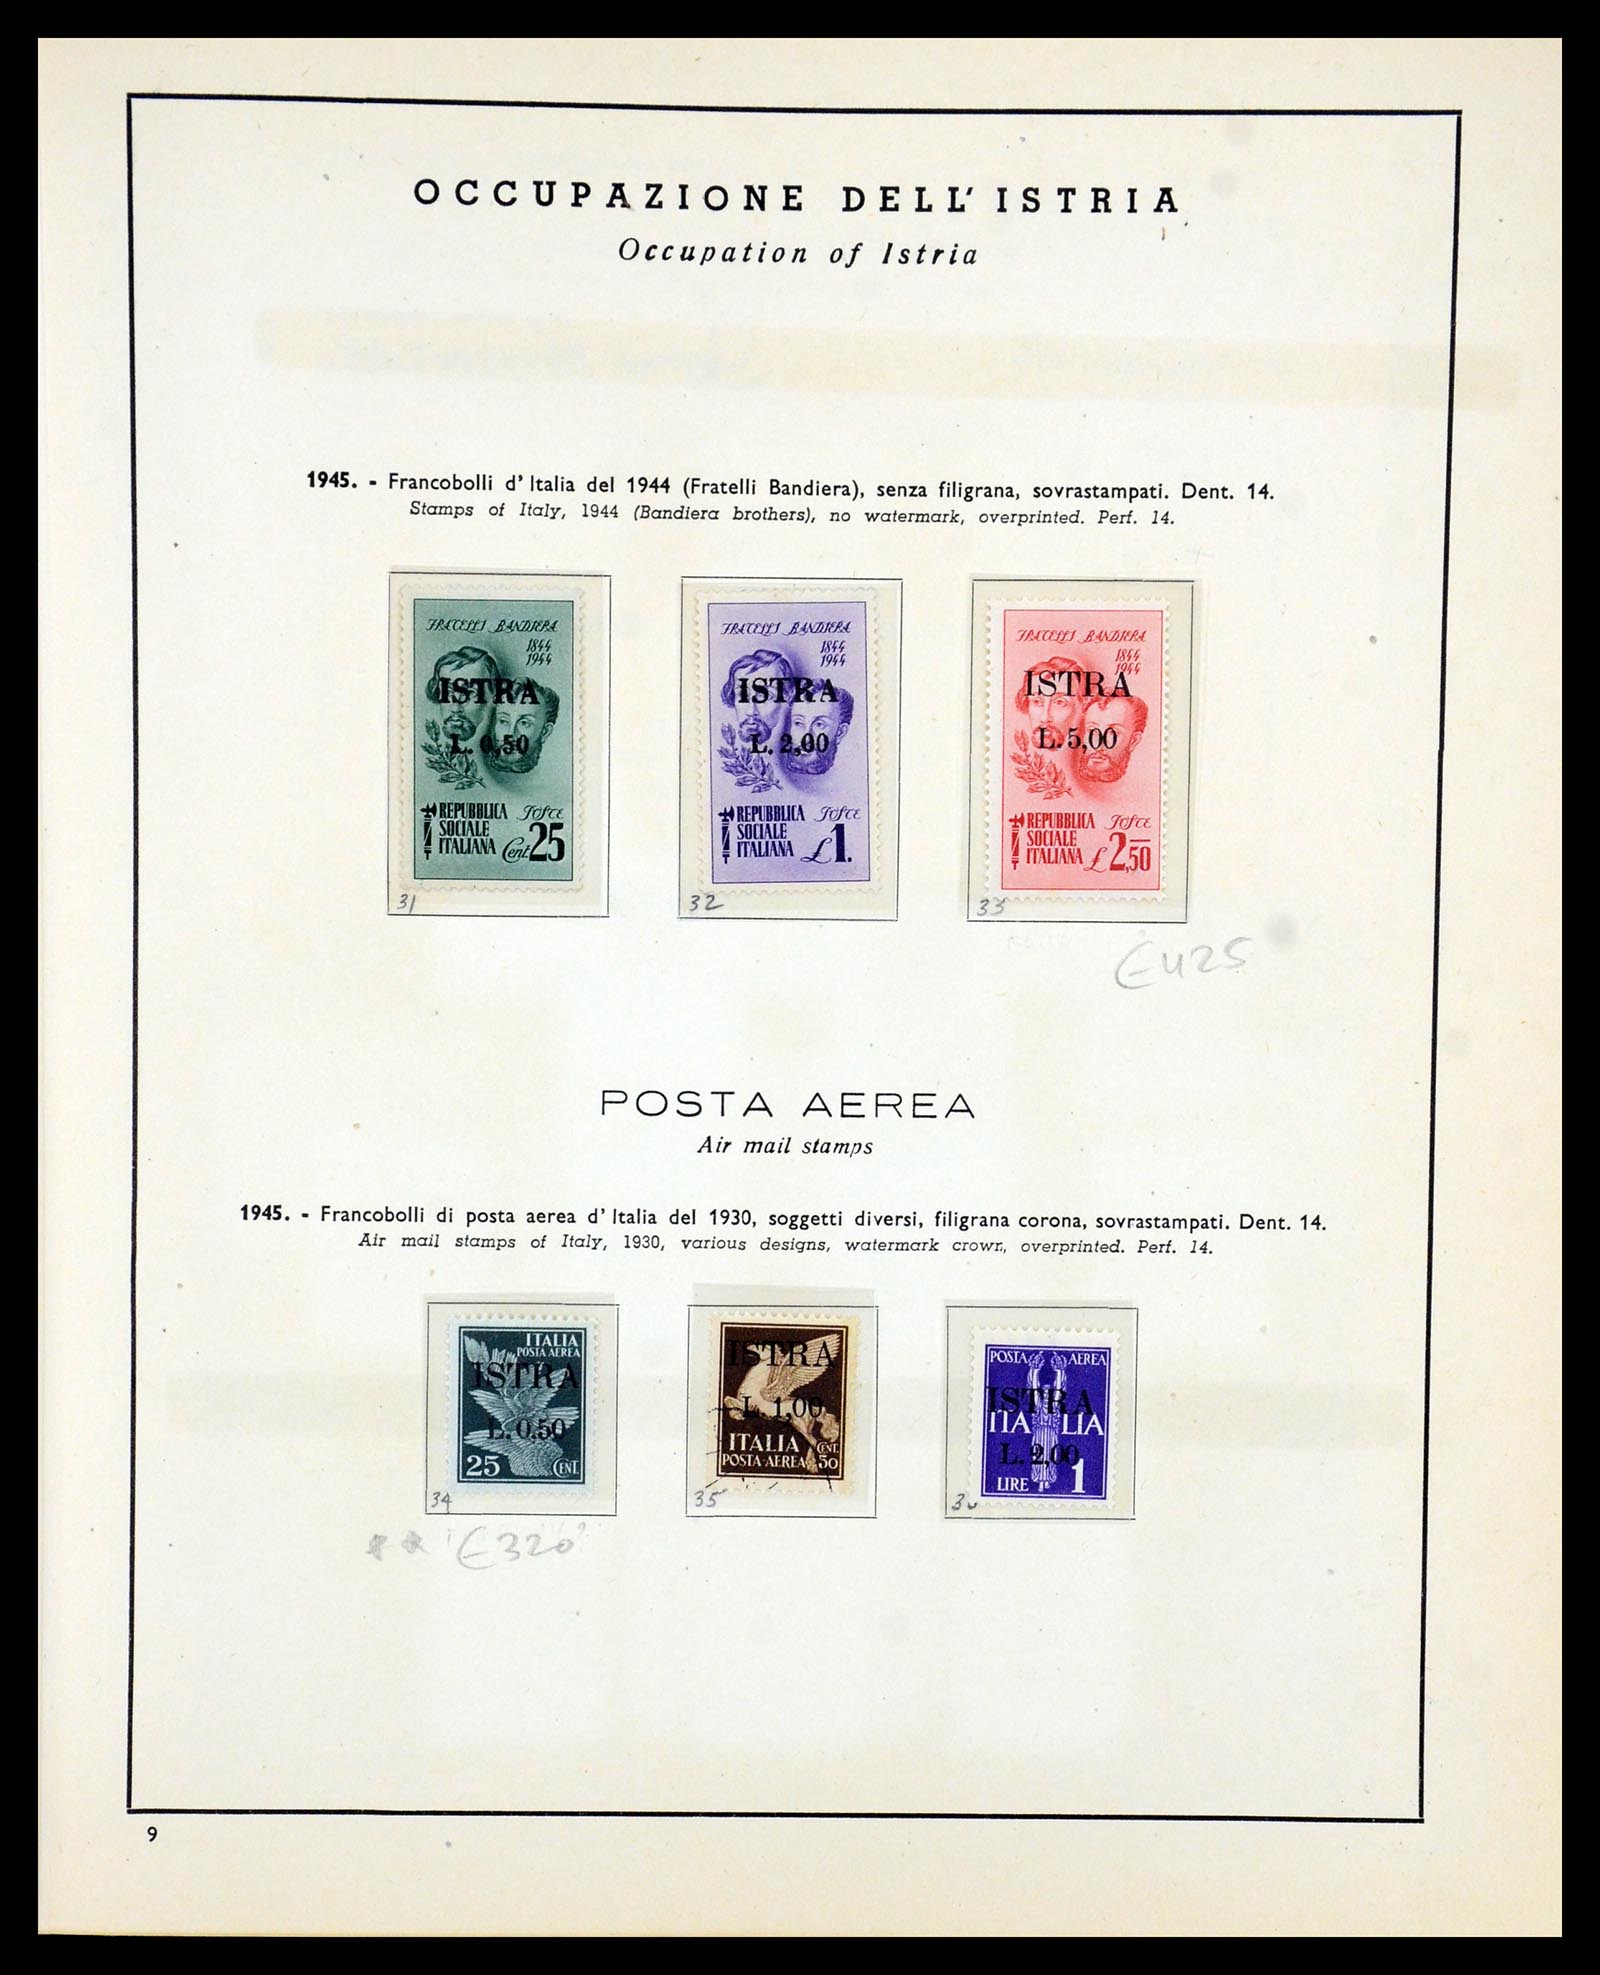 OCCUPAZIONE DELL' ISTRIA
Occupation of Istria
1945. - Francobolli d' Italia del 1944 (Fratelli Bandiera), senza filigrana, sovrastampati. Dent. 14.
Stamps of Italy, 1944 (Bandiera brothers), no watermark, overprinted. Perf. 14.
FRATELLI BANDIERA
1844
1944
ISTRA
L. 0,50
REPUBBLICA
SOCIALE
ITALIANA
POSTE
Cent. 25
31
FRATELLI BANDIERA
1844
1944
ISTRA
L. 2,00
REPUBBLICA
SOCIALE
ITALIANA
POSTE
£ 1.
32
FRATELLI BANDIERA
1844
1944
ISTRA
L. 5,00
REPUBBLICA
SOCIALE
ITALIANA
POSTE
£ 2,50
33
€425
POSTA AEREA
Air mail stamps
1945. - Francobolli di posta aerea d' Italia del 1930, soggetti diversi, filigrana corona, sovrastampati. Dent. 14.
Air mail stamps of Italy, 1930, various designs, watermark crown, overprinted. Perf. 14.
ITALIA
POSTA AEREA
ISTRA
L. 0,50
25 CENT.
34
ISTRA
L. 1,00
ITALIA
POSTA·AEREA
CENT.
50
35
POSTA AEREA
ISTRA
ITALIA
L. 2,00
LIRE 1
** €320
9